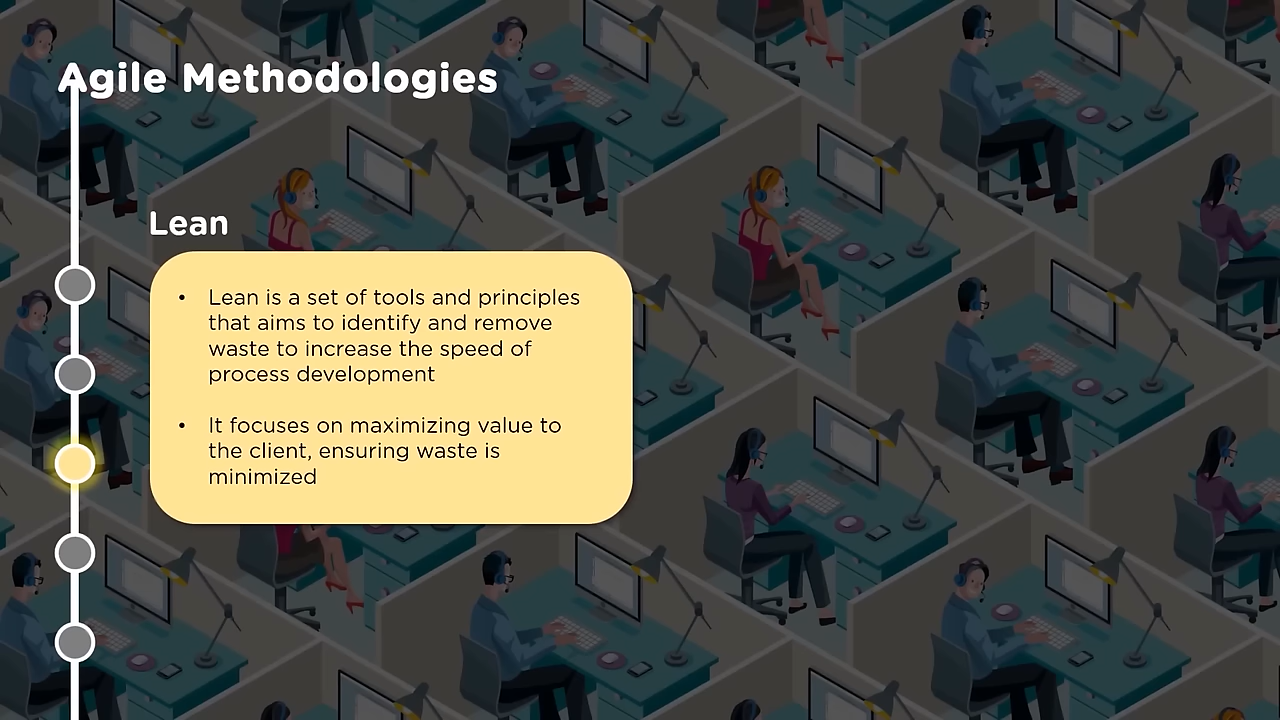 Agile Methodologies
Lean
• Lean is a set of tools and principles
that aims to identify and remove
waste to increase the speed of
process development
• It focuses on maximizing value to
the client, ensuring waste is
minimized